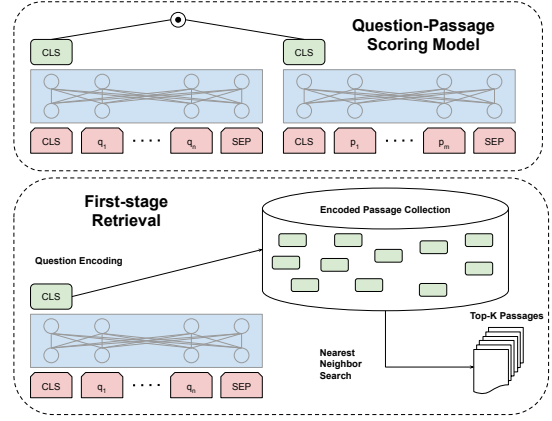 Question-Passage
Scoring Model
CLS
CLS
CLS q1 · · · · qn SEP
CLS p1 · · · · pm SEP
First-stage
Retrieval
Encoded Passage Collection
Question Encoding
CLS
Top-K Passages
Nearest
Neighbor
Search
CLS q1 · · · · qn SEP